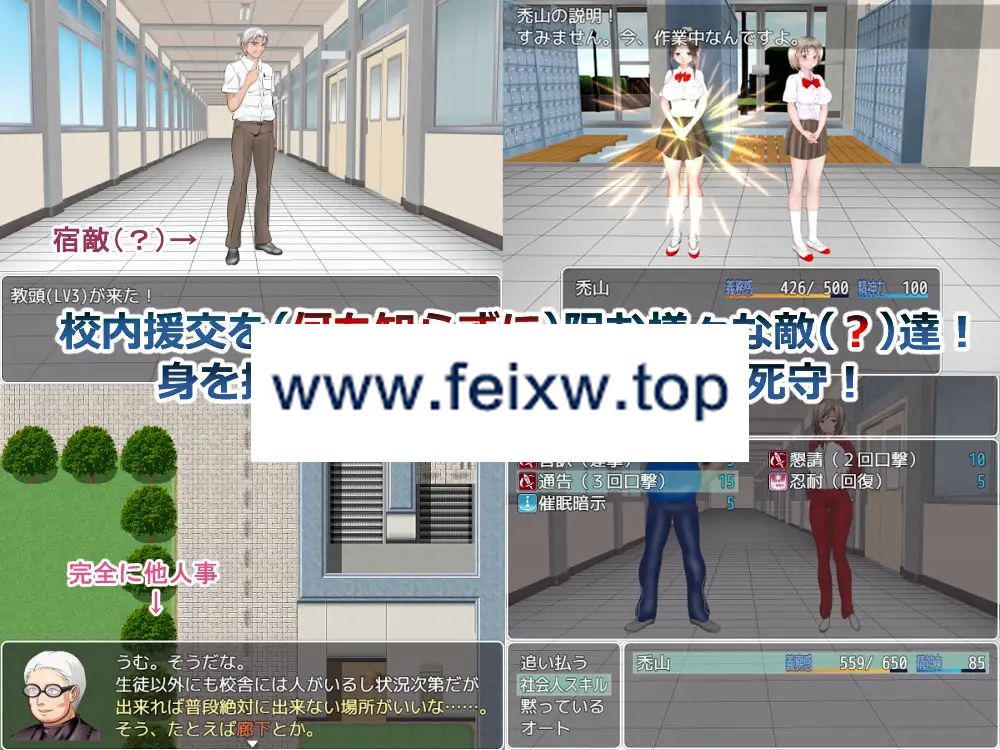 禿山の説明！
すみません。今、作業中なんですよ。
宿敵（？）→
教頭(LV3)が来た！
禿山 義務感 426/ 500 精神力 100
校内援交を（何も知らずに）阻む様々な敵（？）達！
身を
死守！
www.feixw.top
懇請（２回口撃） 10
通告（３回口撃） 15
忍耐（回復） 5
催眠暗示 5
完全に他人事
↓
うむ。そうだな。
生徒以外にも校舎には人がいるし状況次第だが
出来れば普段絶対に出来ない場所がいいな……。
そう、たとえば廊下とか。
追い払う
社会人スキル
黙っている
オート
禿山 義務感 559/ 650 精神力 85